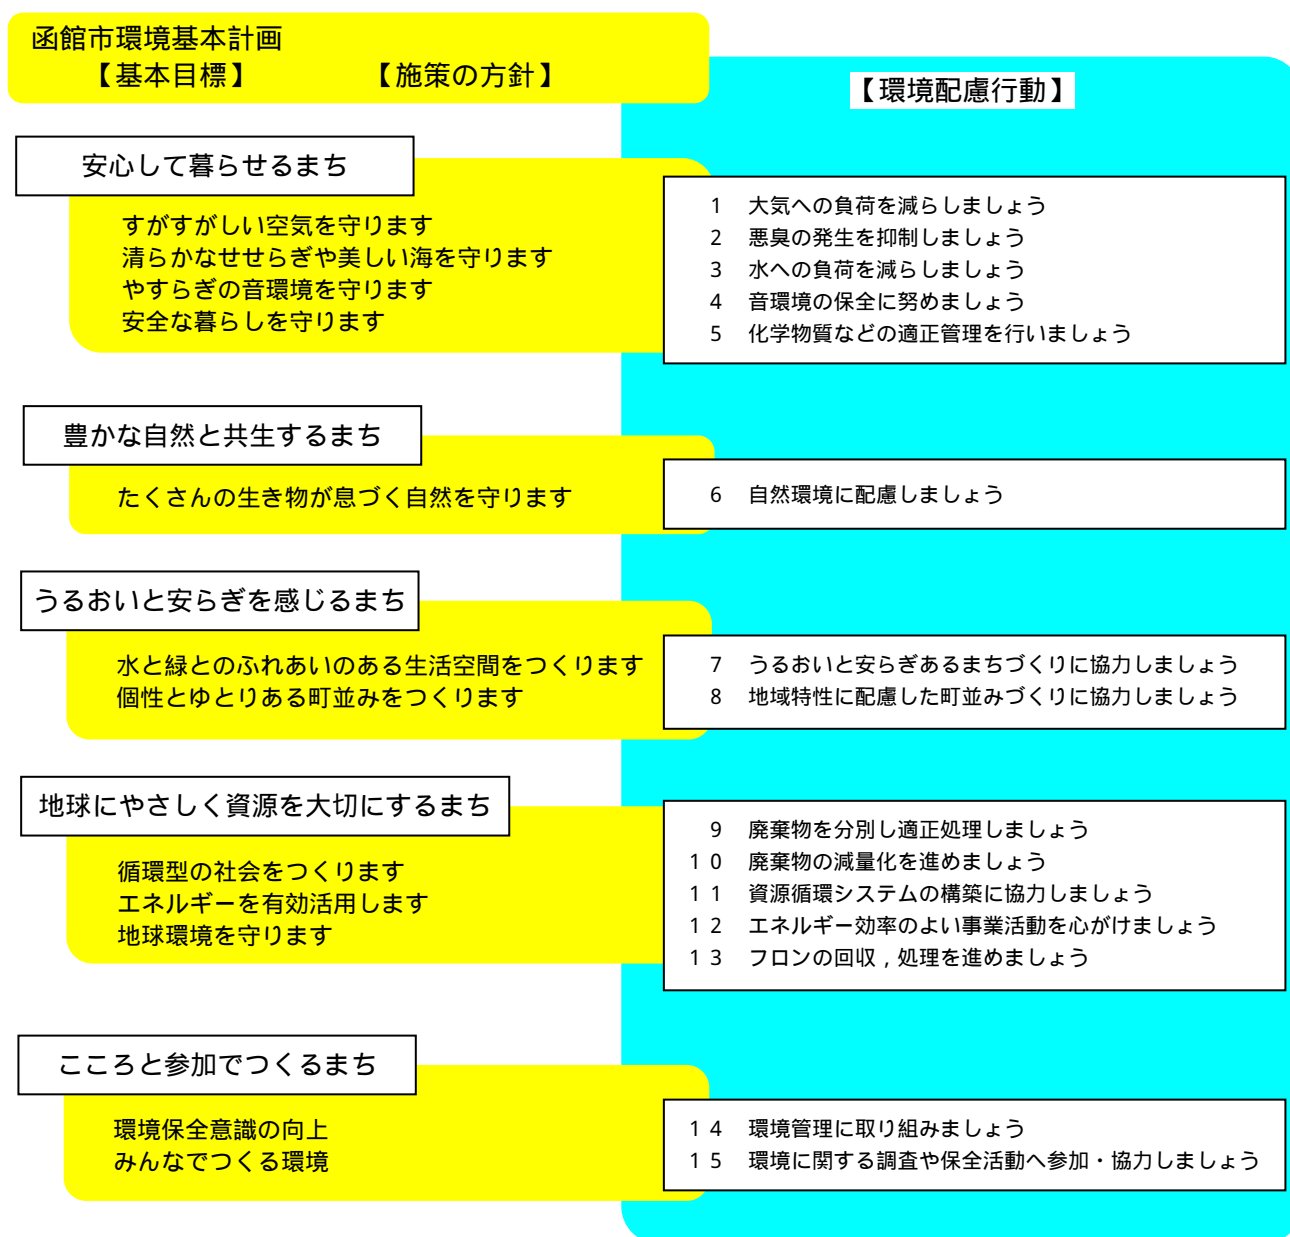 函館市環境基本計画
【基本目標】 【施策の方針】
【環境配慮行動】
安心して暮らせるまち
すがすがしい空気を守ります
清らかなせせらぎや美しい海を守ります
やすらぎの音環境を守ります
安全な暮らしを守ります
1 大気への負荷を減らしましょう
2 悪臭の発生を抑制しましょう
3 水への負荷を減らしましょう
4 音環境の保全に努めましょう
5 化学物質などの適正管理を行いましょう
豊かな自然と共生するまち
たくさんの生き物が息づく自然を守ります
6 自然環境に配慮しましょう
うるおいと安らぎを感じるまち
水と緑とのふれあいのある生活空間をつくります
個性とゆとりある町並みをつくります
7 うるおいと安らぎあるまちづくりに協力しましょう
8 地域特性に配慮した町並みづくりに協力しましょう
地球にやさしく資源を大切にするまち
循環型の社会をつくります
エネルギーを有効活用します
地球環境を守ります
9 廃棄物を分別し適正処理しましょう
10 廃棄物の減量化を進めましょう
11 資源循環システムの構築に協力しましょう
12 エネルギー効率のよい事業活動を心がけましょう
13 フロンの回収，処理を進めましょう
こころと参加でつくるまち
環境保全意識の向上
みんなでつくる環境
14 環境管理に取り組みましょう
15 環境に関する調査や保全活動へ参加・協力しましょう